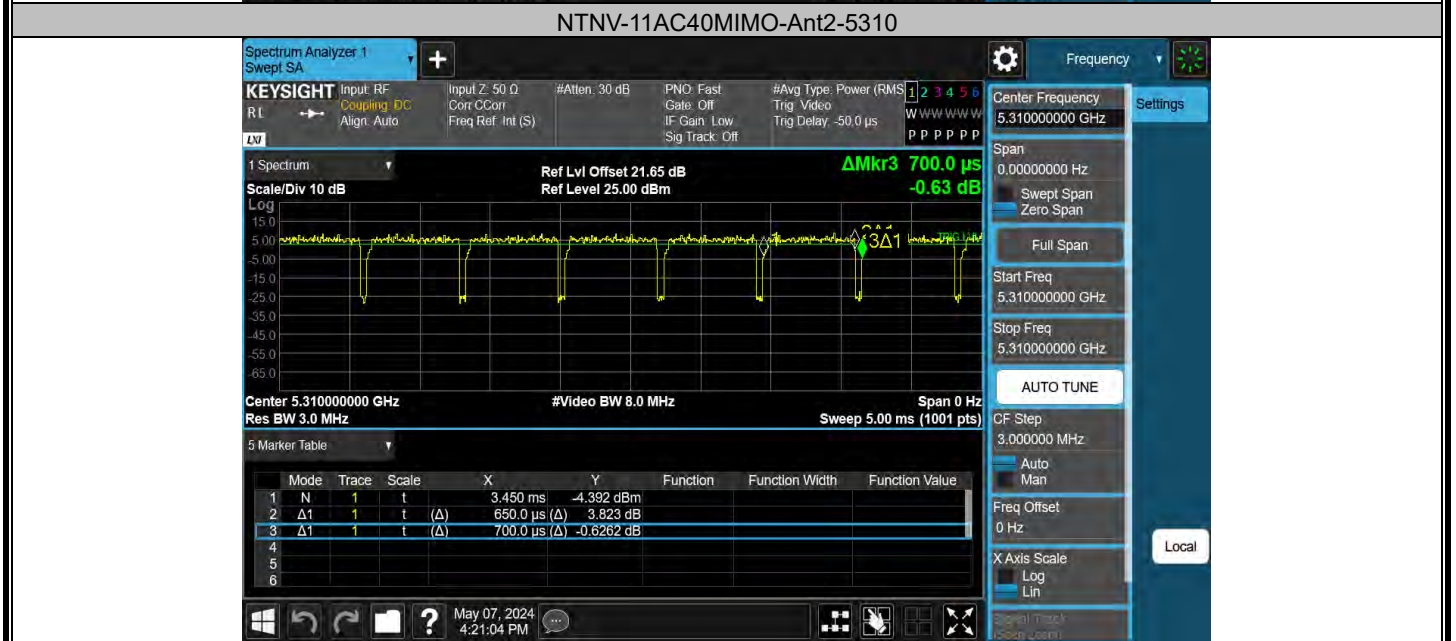 NTNV-11AC40MIMO-Ant2-5310
Spectrum Analyzer 1
Swept SA
+
Frequency
KEYSIGHT
RL
LXI
Input: RF
Coupling: DC
Align: Auto
Input Z: 50 Ω
Corr CCorr
Freq Ref: Int (S)
#Atten: 30 dB
PNO: Fast
Gate: Off
IF Gain: Low
Sig Track: Off
#Avg Type: Power (RMS
Trig: Video
Trig Delay: -50.0 µs
1 2 3 4 5 6
W W W W W W
P P P P P P
Center Frequency
5.310000000 GHz
Settings
Span
0.00000000 Hz
Swept Span
Zero Span
Full Span
Start Freq
5.310000000 GHz
Stop Freq
5.310000000 GHz
AUTO TUNE
CF Step
3.000000 MHz
Auto
Man
Freq Offset
0 Hz
X Axis Scale
Log
Lin
Signal Track
(Span Zoom)
Local
1 Spectrum
Scale/Div 10 dB
Ref Lvl Offset 21.65 dB
Ref Level 25.00 dBm
ΔMkr3 700.0 µs
-0.63 dB
Log
15.0
5.00
-5.00
-15.0
-25.0
-35.0
-45.0
-55.0
-65.0
1
3Δ1
Center 5.310000000 GHz
#Video BW 8.0 MHz
Span 0 Hz
Res BW 3.0 MHz
Sweep 5.00 ms (1001 pts)
5 Marker Table
Mode Trace Scale X Y Function Function Width Function Value
1 N 1 t 3.450 ms -4.392 dBm
2 Δ1 1 t (Δ) 650.0 µs (Δ) 3.823 dB
3 Δ1 1 t (Δ) 700.0 µs (Δ) -0.6262 dB
4
5
6
?
May 07, 2024
4:21:04 PM